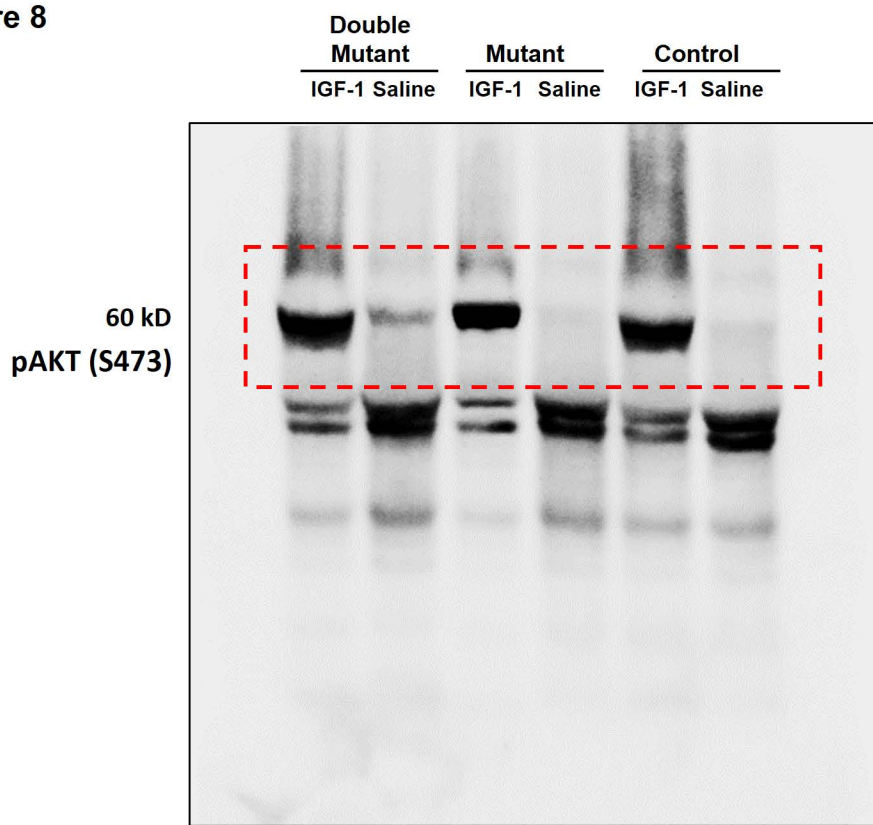 re 8
Double
Mutant Mutant Control
IGF-1 Saline IGF-1 Saline IGF-1 Saline
60 kD
pAKT (S473)